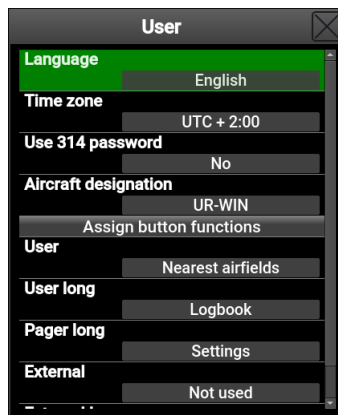 User
Language
English
Time zone
UTC + 2:00
Use 314 password
No
Aircraft designation
UR-WIN
Assign button functions
User
Nearest airfields
User long
Logbook
Pager long
Settings
External
Not used